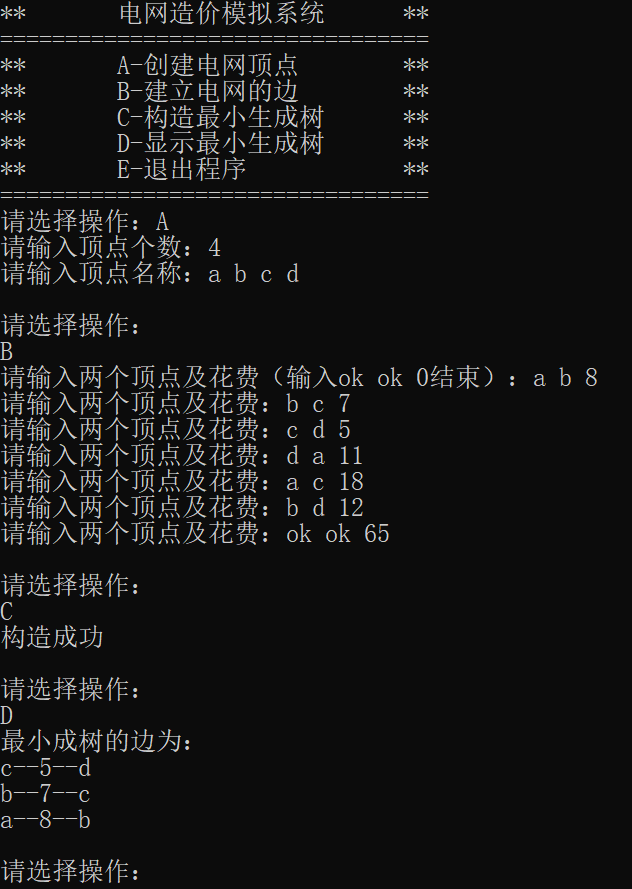 ** 电网造价模拟系统 **
=================================
** A-创建电网顶点 **
** B-建立电网的边 **
** C-构造最小生成树 **
** D-显示最小生成树 **
** E-退出程序 **
=================================
请选择操作：A
请输入顶点个数：4
请输入顶点名称：a b c d
请选择操作：
B
请输入两个顶点及花费（输入ok ok 0结束）：a b 8
请输入两个顶点及花费：b c 7
请输入两个顶点及花费：c d 5
请输入两个顶点及花费：d a 11
请输入两个顶点及花费：a c 18
请输入两个顶点及花费：b d 12
请输入两个顶点及花费：ok ok 65
请选择操作：
C
构造成功
请选择操作：
D
最小成树的边为：
c--5--d
b--7--c
a--8--b
请选择操作：